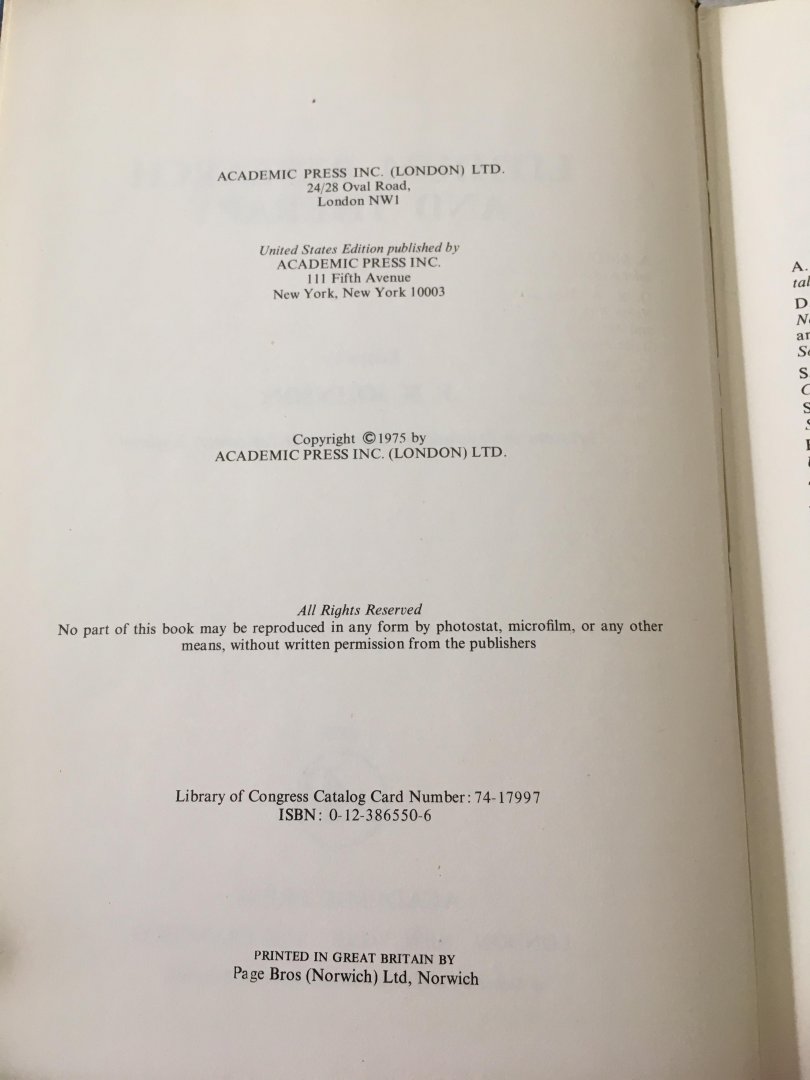 ACADEMIC PRESS INC. (LONDON) LTD.
24/28 Oval Road,
London NW1
United States Edition published by
ACADEMIC PRESS INC.
111 Fifth Avenue
New York, New York 10003
Copyright ©1975 by
ACADEMIC PRESS INC. (LONDON) LTD.
All Rights Reserved
No part of this book may be reproduced in any form by photostat, microfilm, or any other
means, without written permission from the publishers
Library of Congress Catalog Card Number: 74-17997
ISBN: 0-12-386550-6
PRINTED IN GREAT BRITAIN BY
Page Bros (Norwich) Ltd, Norwich
A.
D
S